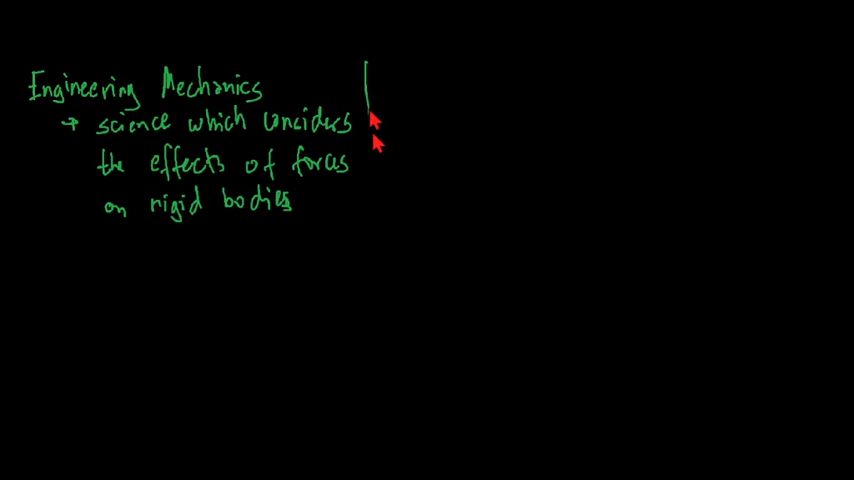 Engineering Mechanics
→ science which conciders
the effects of forces
on rigid bodies